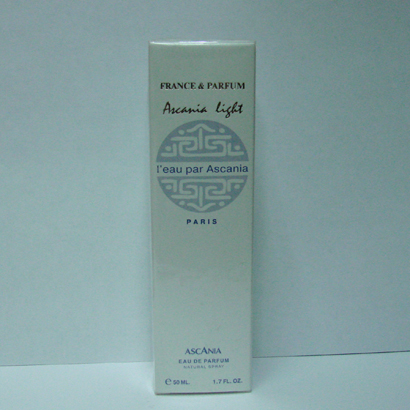 FRANCE & PARFUM
Ascania light
l'eau par Ascania
PARIS
ASCANIA
EAU DE PARFUM
NATURAL SPRAY
℮ 50 ML. 1.7 FL. OZ.